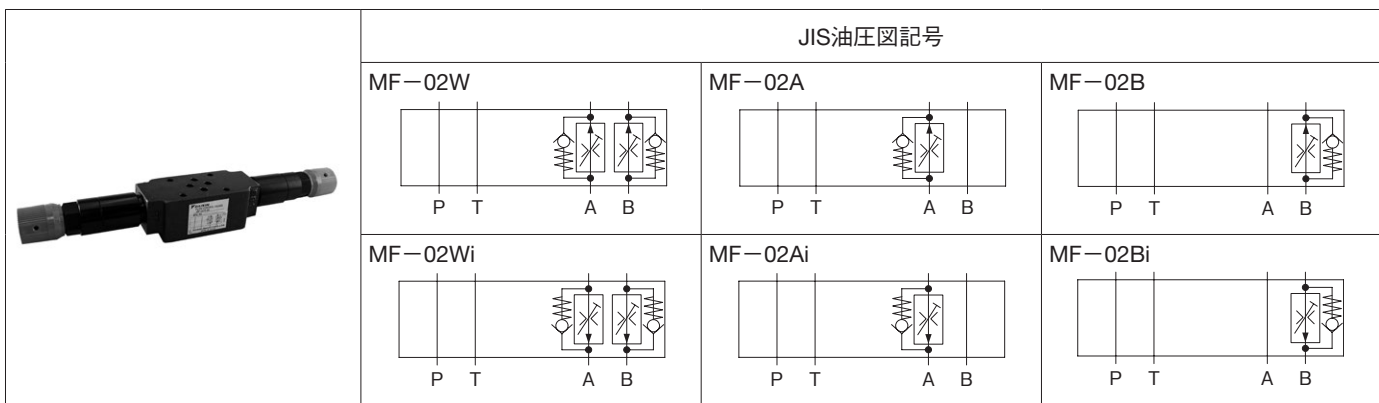 JIS油圧図記号
MF−02W
P T A B
MF−02A
P T A B
MF−02B
P T A B
MF−02Wi
P T A B
MF−02Ai
P T A B
MF−02Bi
P T A B